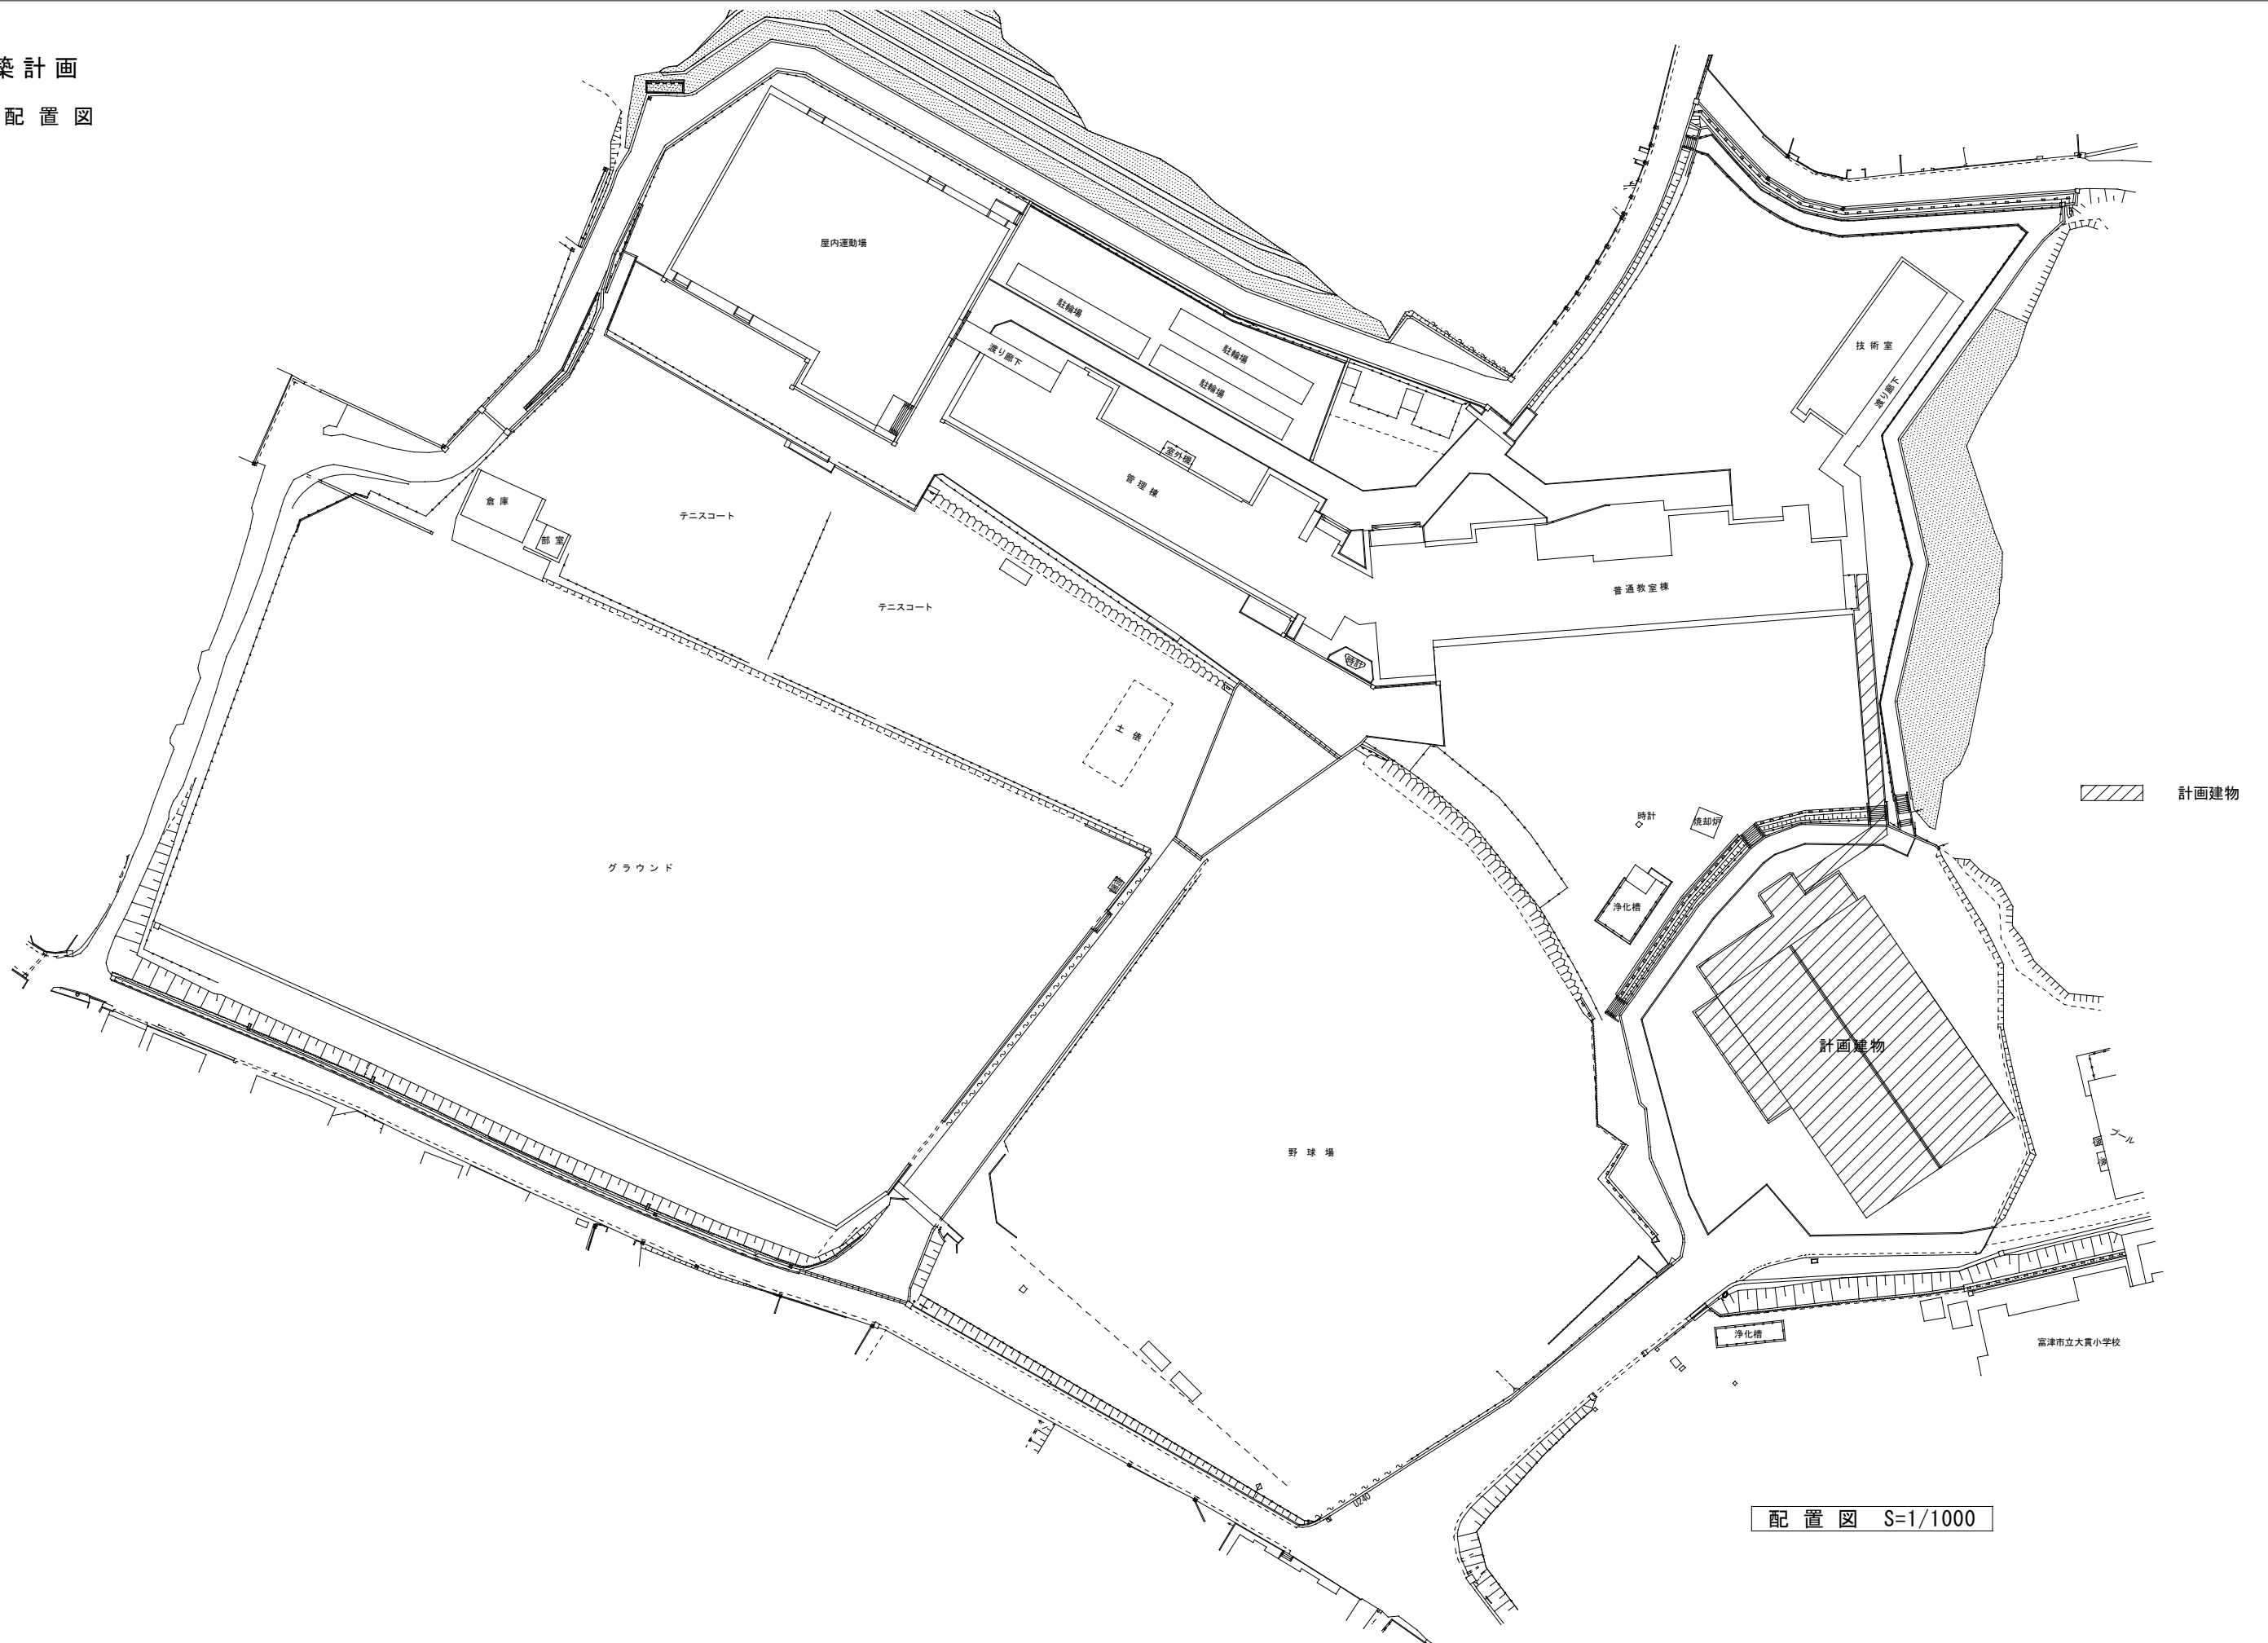 築計画
配置図
屋内運動場
駐輪場
駐輪場
駐輪場
渡り廊下
技術室
渡り廊下
室外機
管理棟
倉庫
部室
テニスコート
テニスコート
普通教室棟
時計
土俵
計画建物
時計
焼却炉
グラウンド
浄化槽
計画建物
プール
野球場
浄化槽
富津市立大貫小学校
U240
配置図 S=1/1000